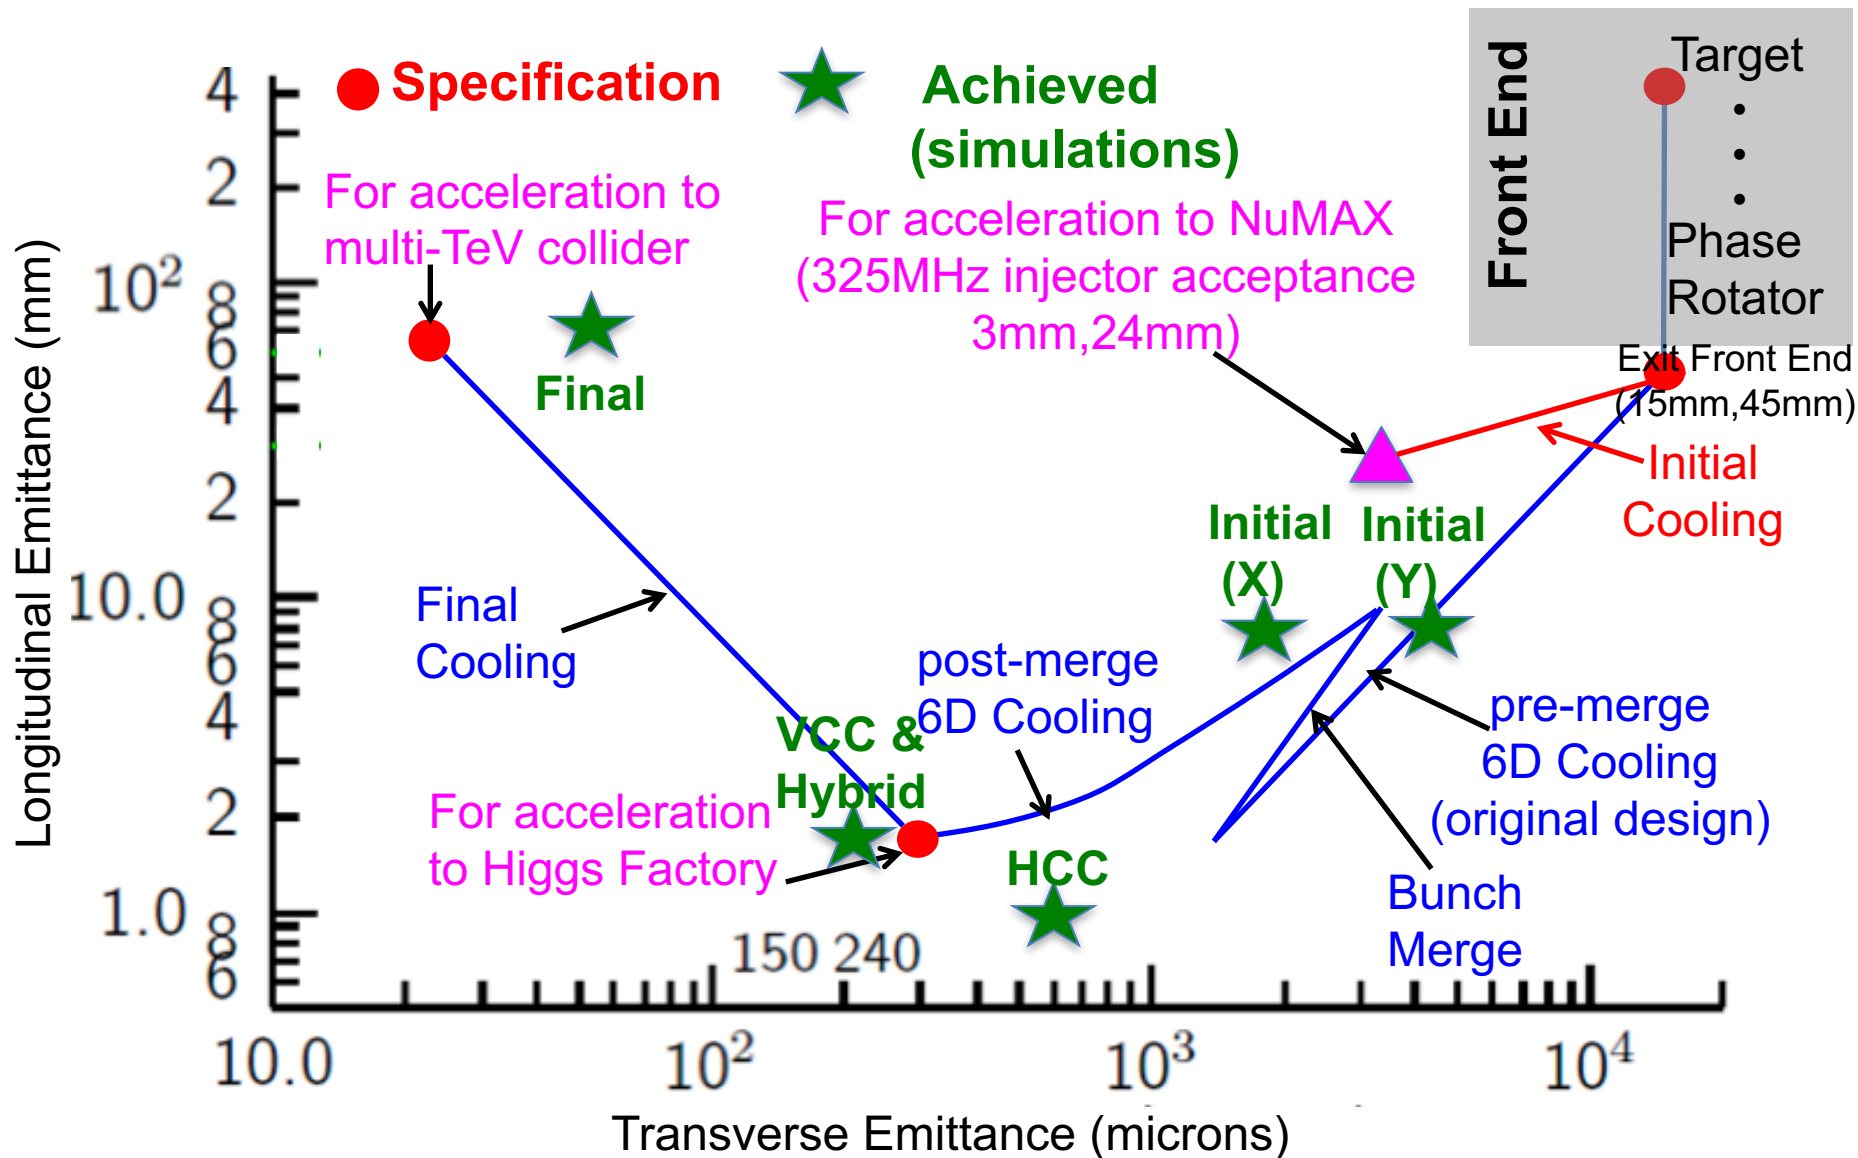 Specification
Achieved
(simulations)
Front End
Target
Phase
Rotator
Exit Front End
(15mm,45mm)
For acceleration to
multi-TeV collider
For acceleration to NuMAX
(325MHz injector acceptance
3mm,24mm)
Final
Initial
Cooling
Initial
(X)
Initial
(Y)
Final
Cooling
post-merge
6D Cooling
pre-merge
6D Cooling
(original design)
VCC &
Hybrid
For acceleration
to Higgs Factory
HCC
Bunch
Merge
150 240
Longitudinal Emittance (mm)
4
2
10²
8
6
4
2
10.0
8
6
4
2
1.0
8
6
10.0
10²
10³
10⁴
Transverse Emittance (microns)